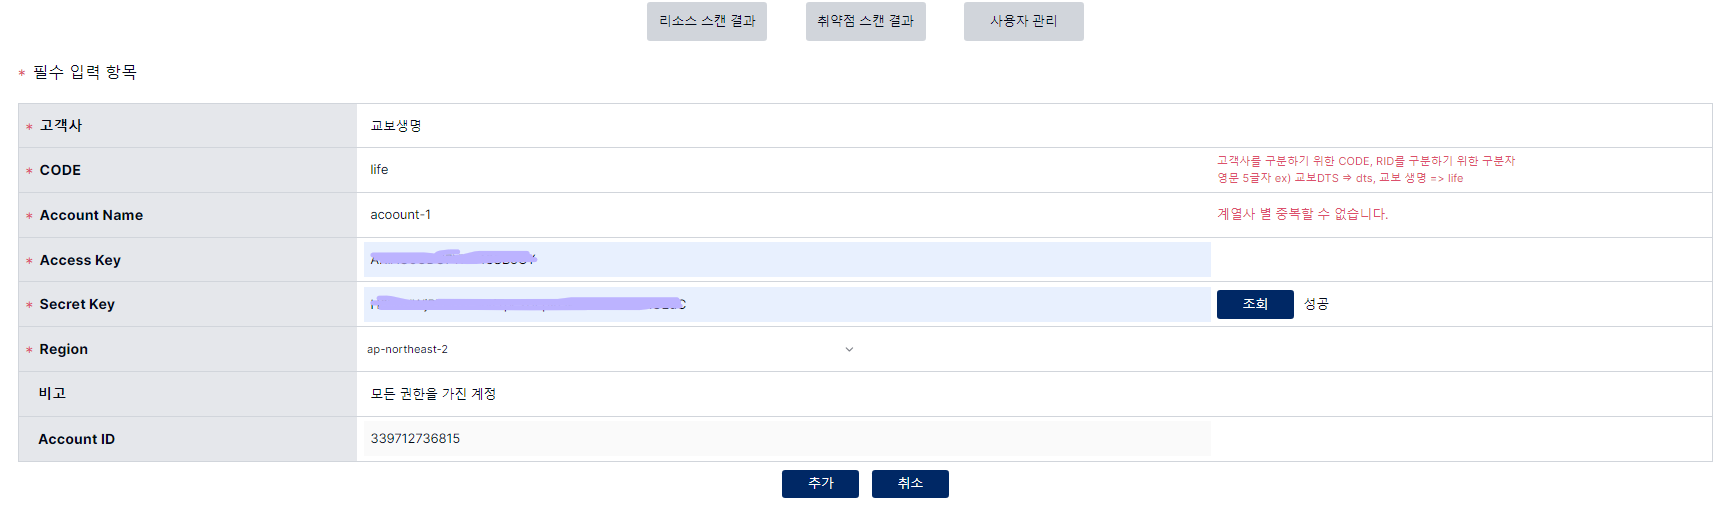 리소스 스캔 결과 취약점 스캔 결과 사용자 관리
* 필수 입력 항목
* 고객사 교보생명
* CODE life
고객사를 구분하기 위한 CODE, RID를 구분하기 위한 구분자
영문 5글자 ex) 교보DTS => dts, 교보 생명 => life
* Account Name acoount-1 계열사 별 중복할 수 없습니다.
* Access Key
* Secret Key 조회 성공
* Region ap-northeast-2
비고 모든 권한을 가진 계정
Account ID 339712736815
추가 취소